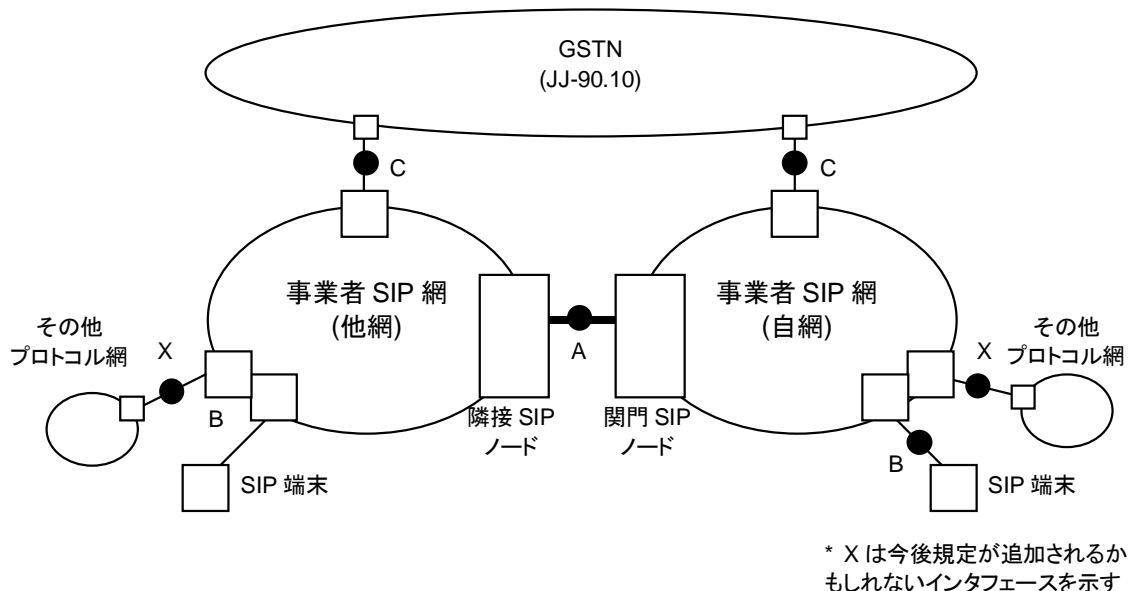 GSTN
(JJ-90.10)
C
C
事業者 SIP 網
(他網)
事業者 SIP 網
(自網)
その他
プロトコル網
X
A
X
その他
プロトコル網
B
隣接 SIP
ノード
関門 SIP
ノード
B
SIP 端末
SIP 端末
* X は今後規定が追加されるか
もしれないインタフェースを示す